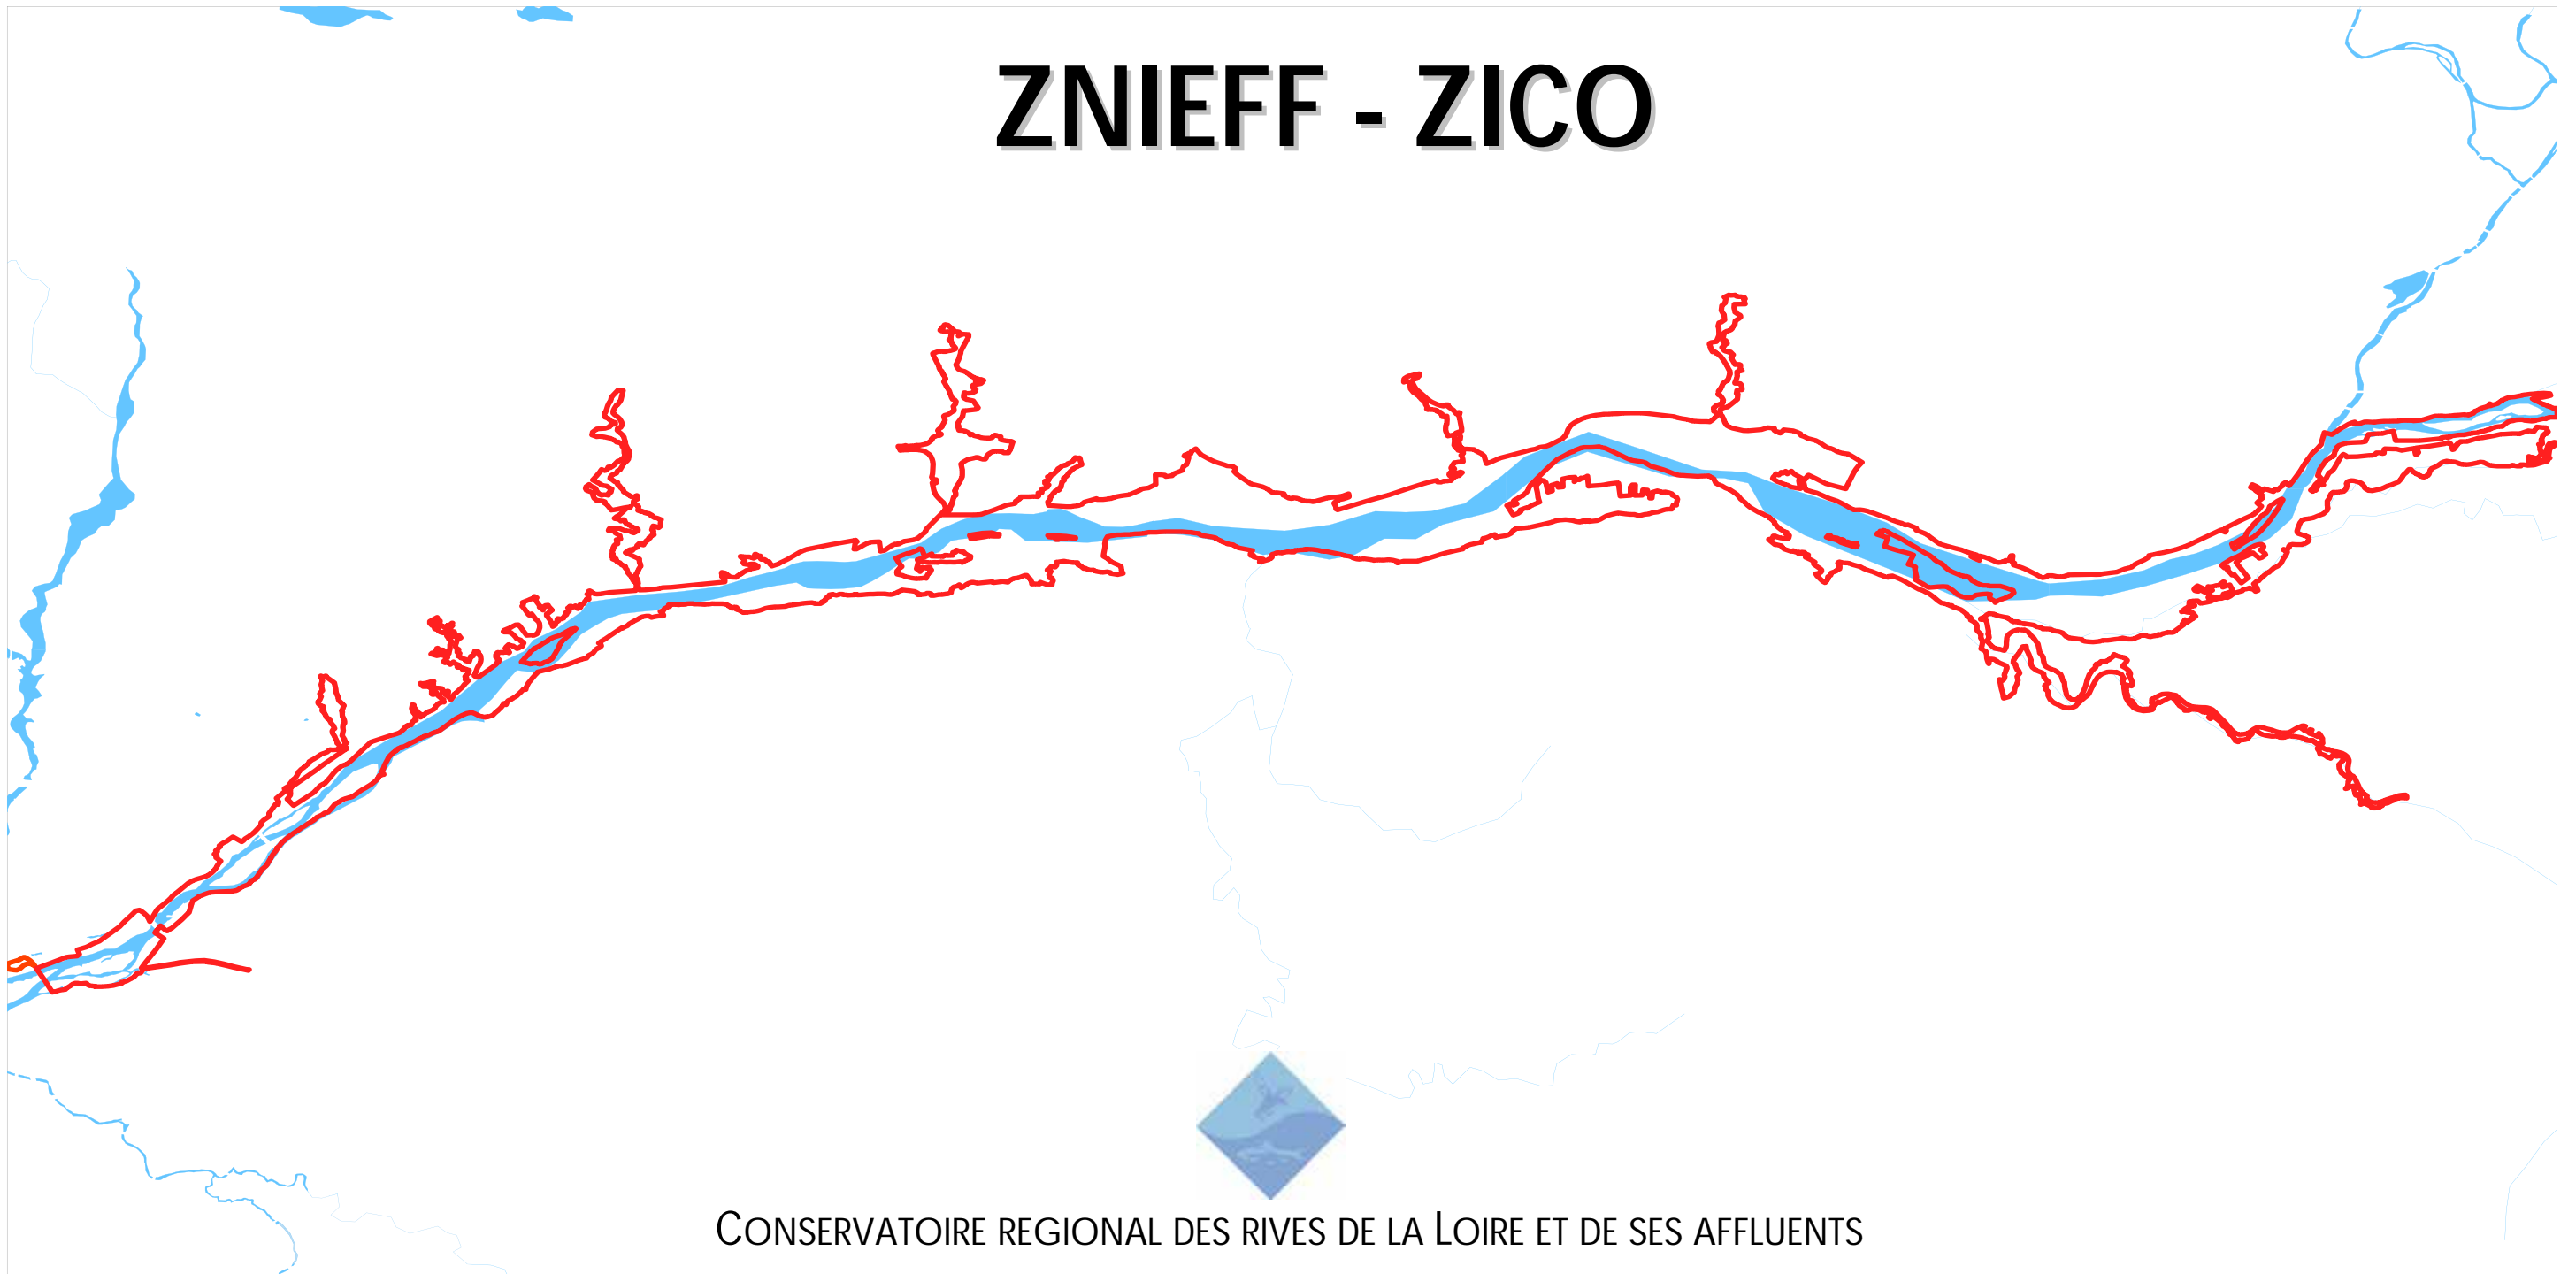 ZNIEFF - ZICO
CONSERVATOIRE REGIONAL DES RIVES DE LA LOIRE ET DE SES AFFLUENTS